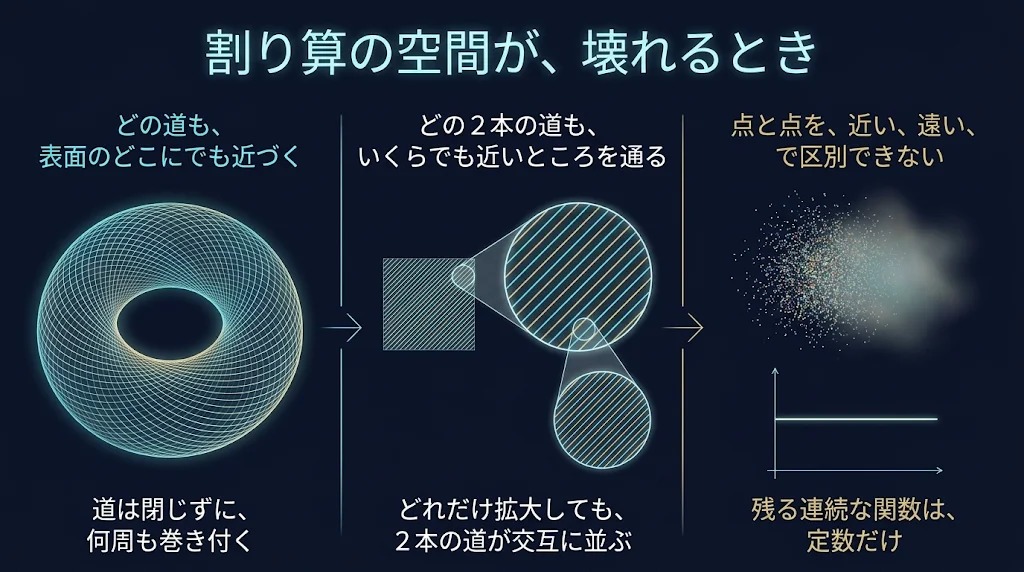 割り算の空間が、壊れるとき
どの道も、
表面のどこにでも近づく
道は閉じずに、
何周も巻き付く
どの２本の道も、
いくらでも近いところを通る
どれだけ拡大しても、
２本の道が交互に並ぶ
点と点を、近い、遠い、
で区別できない
残る連続な関数は、
定数だけ